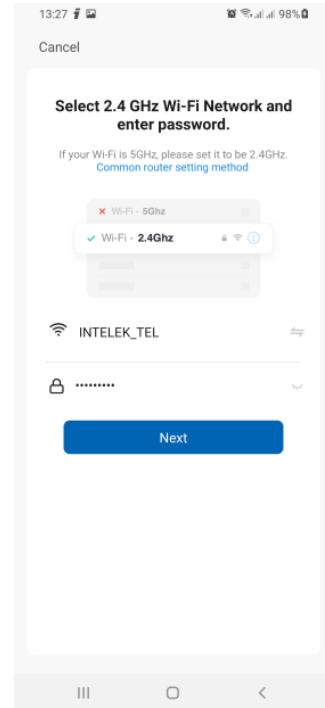 13:27 98%
Cancel
Select 2.4 GHz Wi-Fi Network and
enter password.
If your Wi-Fi is 5GHz, please set it to be 2.4GHz.
Common router setting
method
Wi-Fi - 5Ghz
Wi-Fi - 2.4Ghz
INTELEK_TEL
•••••••••
Next